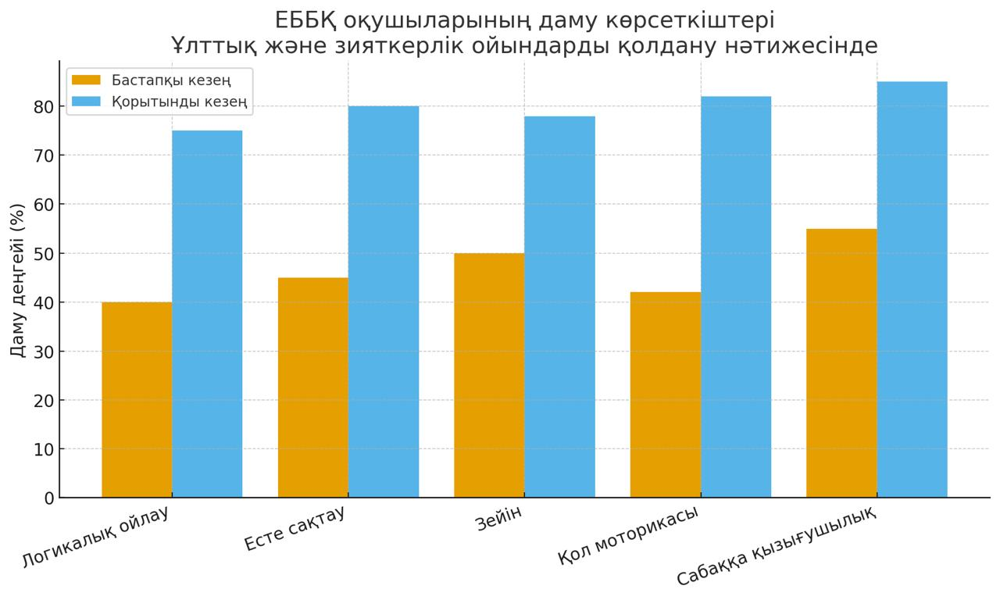 ЕББҚ оқушыларының даму көрсеткіштері
Ұлттық және зияткерлік ойындарды қолдану нәтижесінде
Бастапқы кезең
Қорытынды кезең
Даму деңгейі (%)
80
70
60
50
40
30
20
10
0
Логикалық ойлау
Есте сақтау
Зейін
Қол моторикасы
Сабаққа қызығушылық